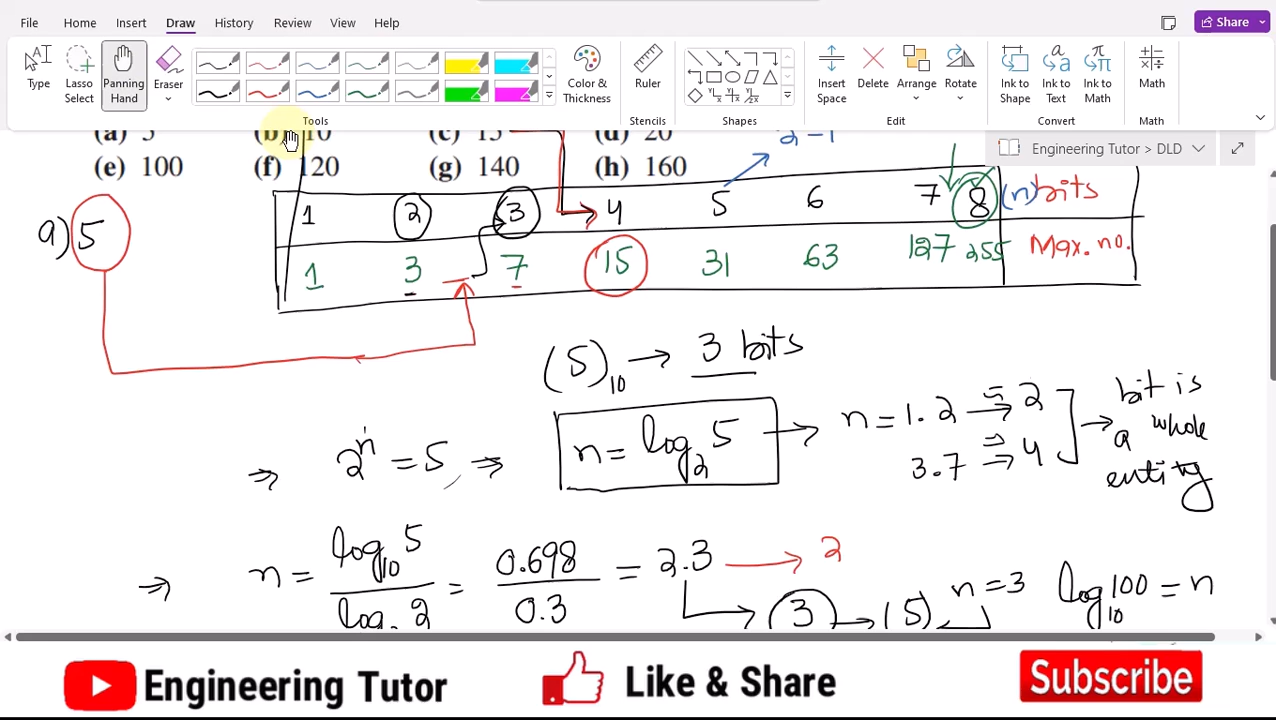 File Home Insert Draw History Review View Help Share
Type Lasso Select Panning Hand Eraser Color & Thickness Ruler Insert Space Delete Arrange Rotate Ink to Shape Ink to Text Ink to Math Math
Tools Stencils Shapes Edit Convert Math
(a) 5 (b) 10 (c) 15 (d) 20
Engineering Tutor > DLD
(e) 100 (f) 120 (g) 140 (h) 160
1 2 3 4 5 6 7 8 (n) bits
a) 5
1 3 7 15 31 63 127 255 Max. no.
(5)10 → 3 bits
n = log2 5 → n = 1.2 ⇒ 2
3.7 ⇒ 4
→ bit is
a whole
entity
⇒ 2^n = 5, ⇒
⇒ n = log10 5 / log 2 = 0.698 / 0.3 = 2.3 → 2
3 → (5) n = 3 log10 100 = n
Engineering Tutor Like & Share Subscribe